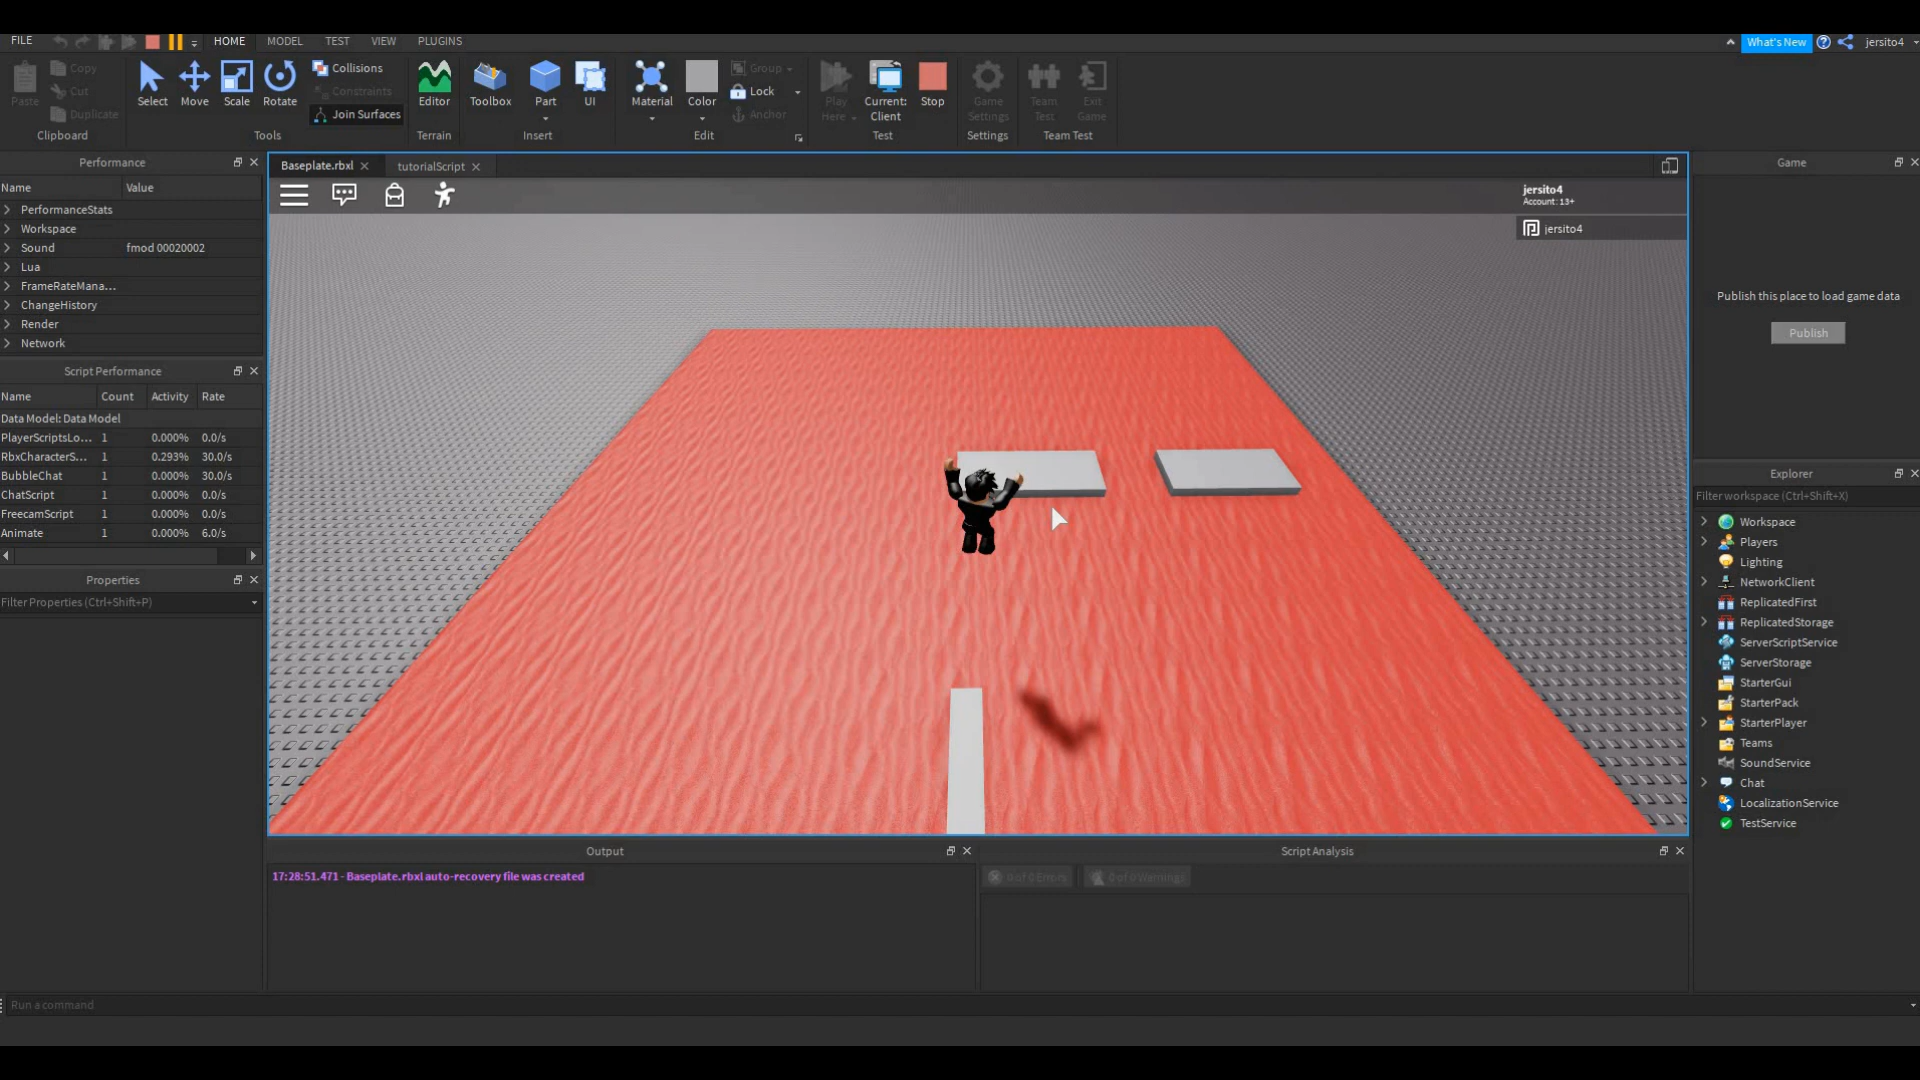 FILE
HOME
MODEL
TEST
VIEW
PLUGINS
What's New
jersito4
Paste
Copy
Cut
Duplicate
Clipboard
Select
Move
Scale
Rotate
Collisions
Constraints
Join Surfaces
Tools
Editor
Terrain
Toolbox
Part
UI
Insert
Material
Color
Group
Lock
Anchor
Edit
Play
Here
Current:
Client
Stop
Test
Game
Settings
Settings
Team
Test
Exit
Game
Team Test
Performance
Name Value
PerformanceStats
Workspace
Sound fmod 00020002
Lua
FrameRateMana...
ChangeHistory
Render
Network
Script Performance
Name Count Activity Rate
Data Model: Data Model
PlayerScriptsLo... 1 0.000% 0.0/s
RbxCharacterS... 1 0.293% 30.0/s
BubbleChat 1 0.000% 30.0/s
ChatScript 1 0.000% 0.0/s
FreecamScript 1 0.000% 0.0/s
Animate 1 0.000% 6.0/s
Properties
Filter Properties (Ctrl+Shift+P)
Baseplate.rbxl
tutorialScript
jersito4
Account: 13+
jersito4
Output
17:28:51.471 - Baseplate.rbxl auto-recovery file was created
Script Analysis
0 of 0 Errors
0 of 0 Warnings
Game
Publish this place to load game data
Publish
Explorer
Filter workspace (Ctrl+Shift+X)
Workspace
Players
Lighting
NetworkClient
ReplicatedFirst
ReplicatedStorage
ServerScriptService
ServerStorage
StarterGui
StarterPack
StarterPlayer
Teams
SoundService
Chat
LocalizationService
TestService
Run a command